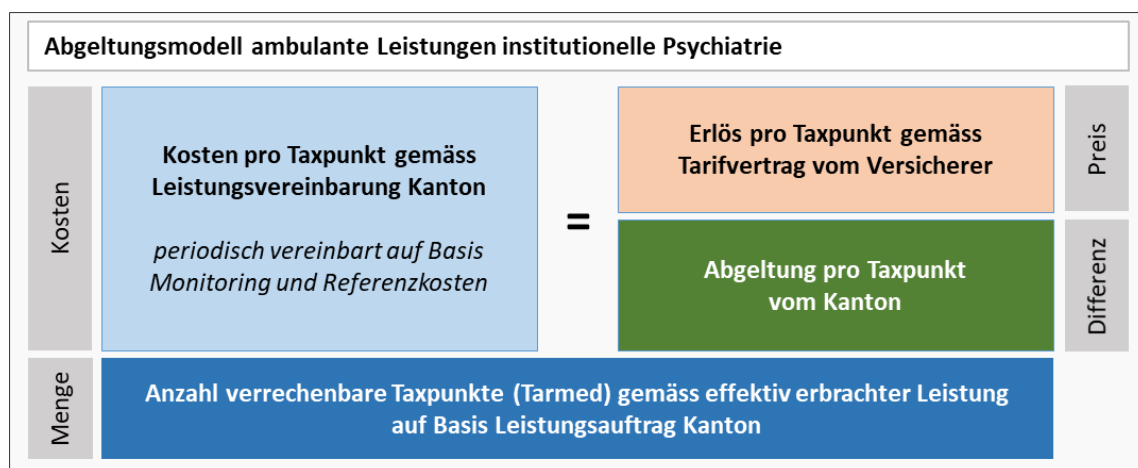 Abgeltungsmodell ambulante Leistungen institutionelle Psychiatrie
Kosten
Kosten pro Taxpunkt gemäss
Leistungsvereinbarung Kanton
periodisch vereinbart auf Basis
Monitoring und Referenzkosten
=
Erlös pro Taxpunkt gemäss
Tarifvertrag vom Versicherer
Preis
Abgeltung pro Taxpunkt
vom Kanton
Differenz
Menge
Anzahl verrechenbare Taxpunkte (Tarmed) gemäss effektiv erbrachter Leistung
auf Basis Leistungsauftrag Kanton